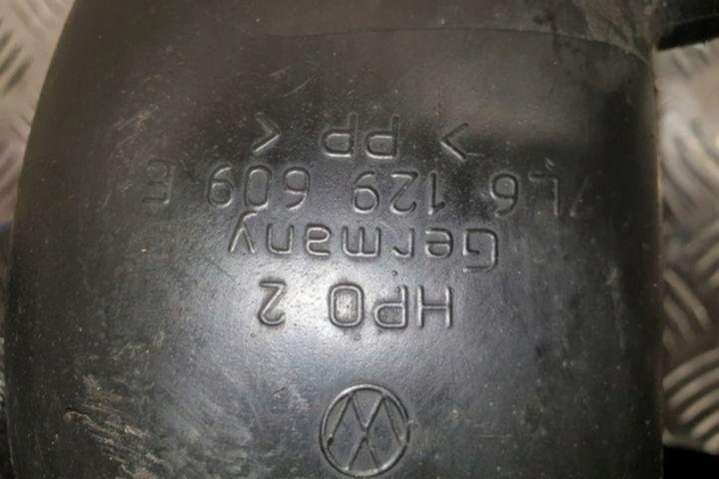 HPO 2
Germany
7L6 129 609 E
> PP <